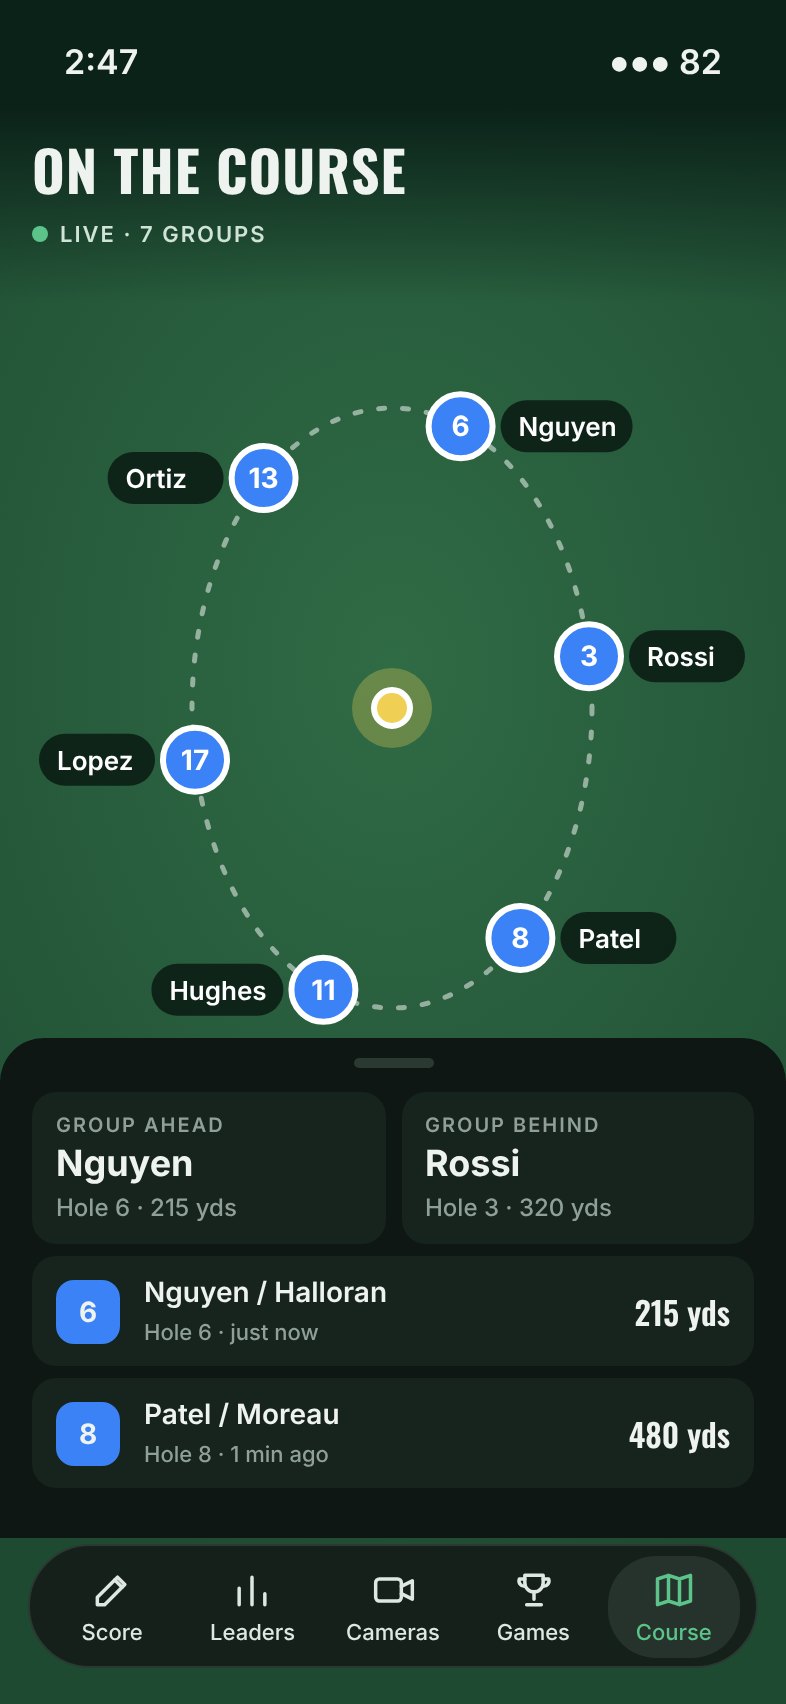 2:47
82
ON THE COURSE
LIVE · 7 GROUPS
6 Nguyen
Ortiz 13
3 Rossi
Lopez 17
8 Patel
Hughes 11
GROUP AHEAD
Nguyen
Hole 6 · 215 yds
GROUP BEHIND
Rossi
Hole 3 · 320 yds
6
Nguyen / Halloran
Hole 6 · just now
215 yds
8
Patel / Moreau
Hole 8 · 1 min ago
480 yds
Score
Leaders
Cameras
Games
Course